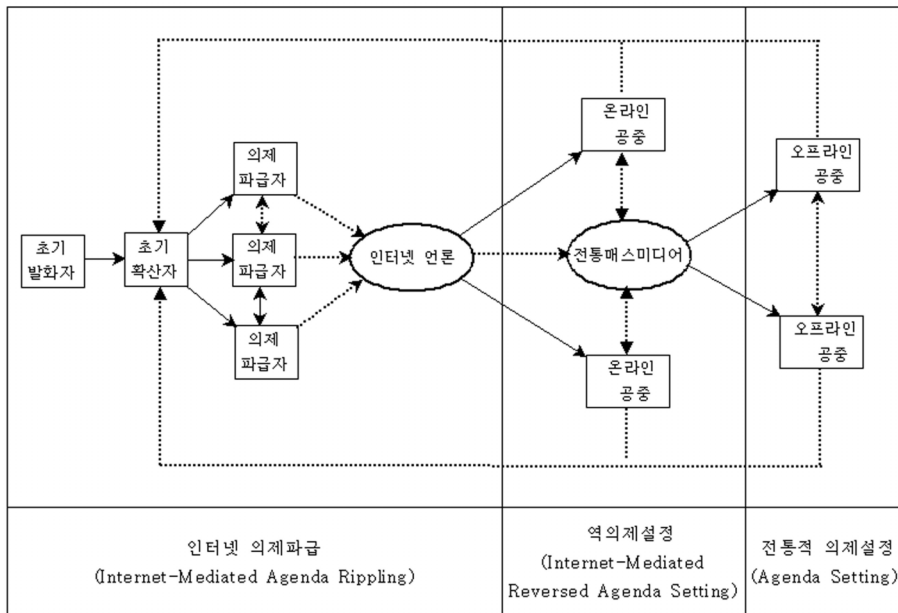 온라인
공중
오프라인
공중
의제
파급자
초기
발화자
초기
확산자
의제
파급자
인터넷 언론
전통매스미디어
의제
파급자
온라인
공중
오프라인
공중
인터넷 의제파급
(Internet-Mediated Agenda Rippling)
역의제설정
(Internet-Mediated
Reversed Agenda Setting)
전통적 의제설정
(Agenda Setting)